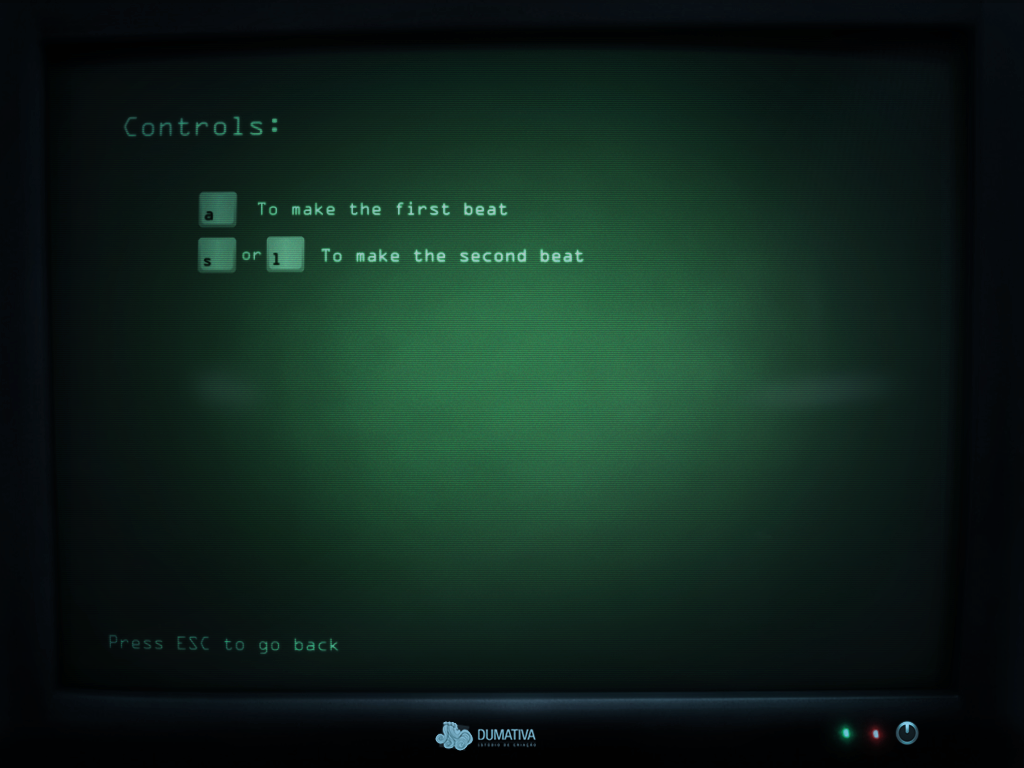 Controls:
a To make the first beat
s or l To make the second beat
Press ESC to go back
DUMATIVA